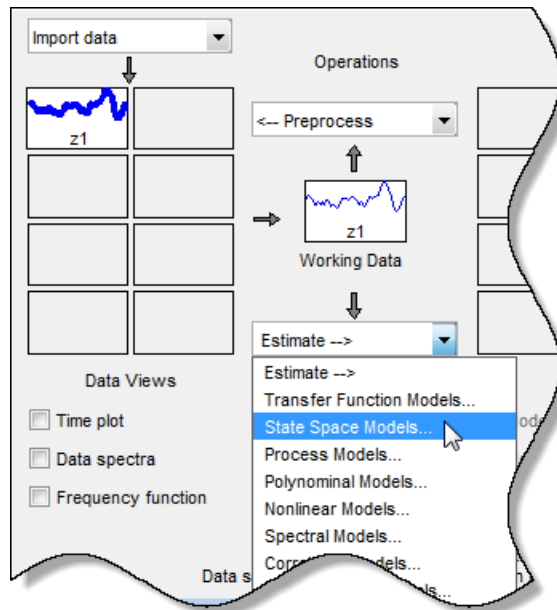 Import data
Operations
z1
<-- Preprocess
z1
Working Data
Estimate -->
Estimate -->
Transfer Function Models...
State Space Models...
Process Models...
Polynominal Models...
Nonlinear Models...
Spectral Models...
Data Views
Time plot
Data spectra
Frequency function